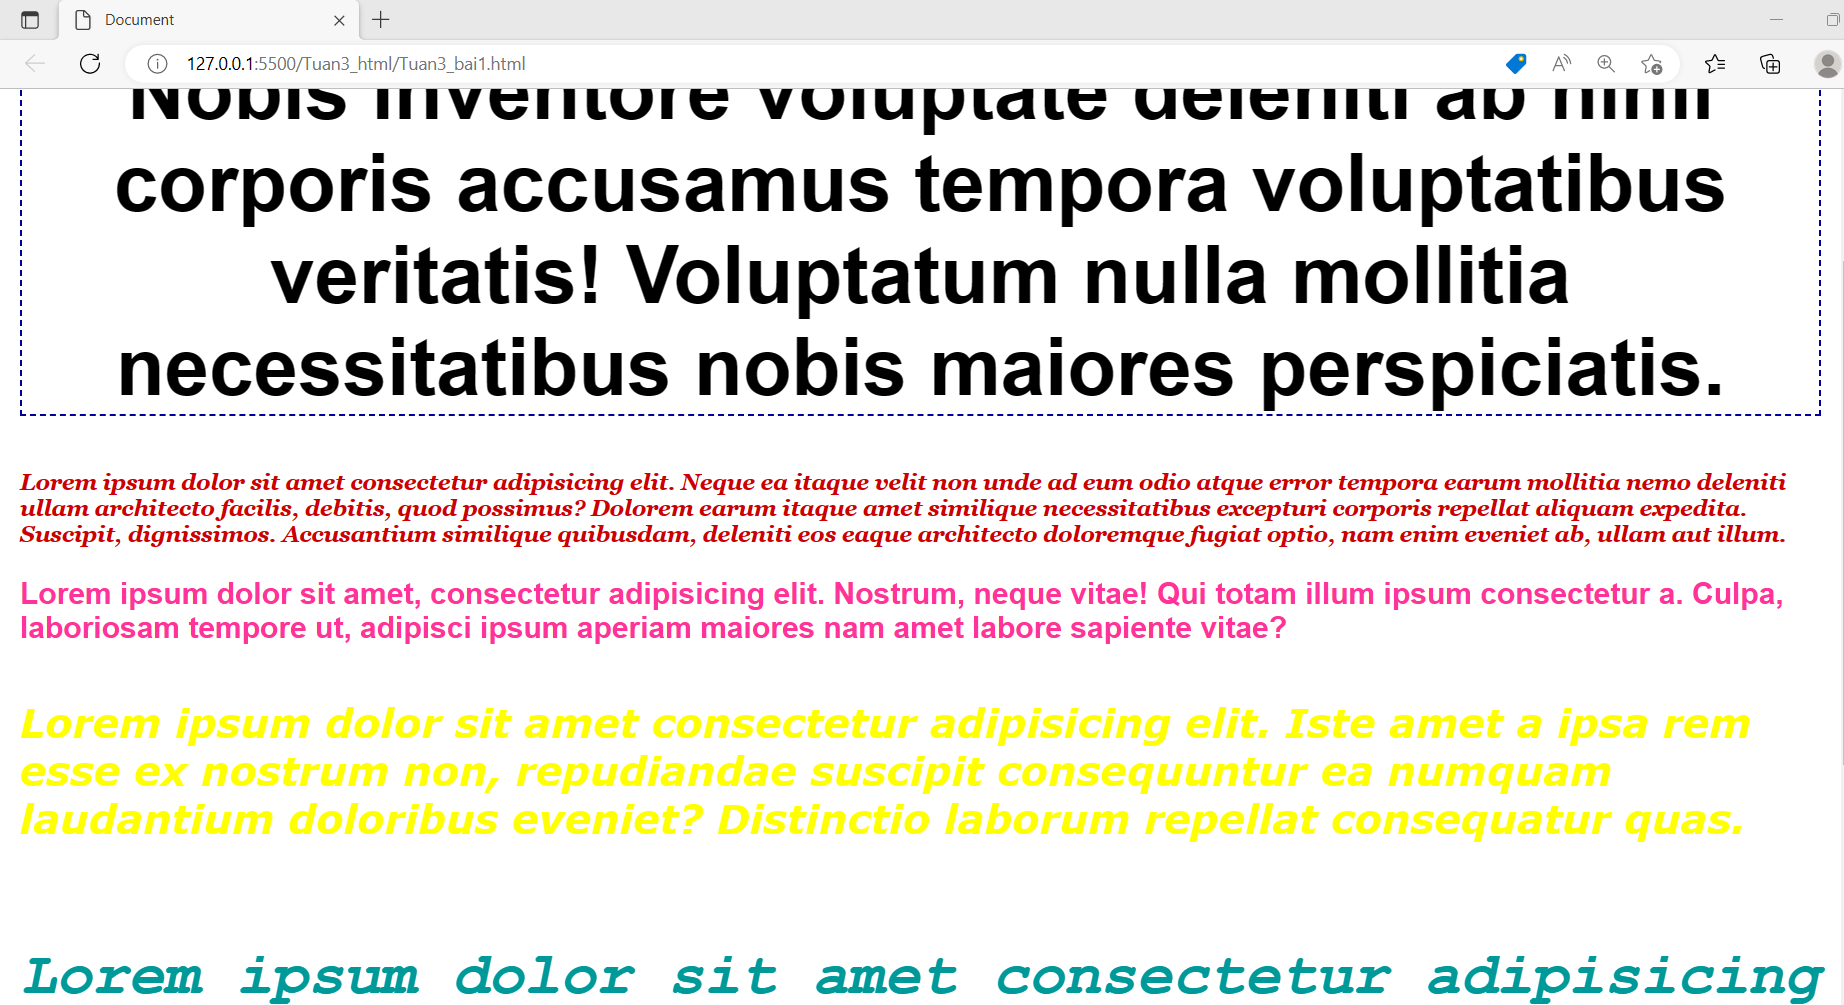 Document
127.0.0.1:5500/Tuan3_html/Tuan3_bai1.html
Nobis inventore voluptate deleniti ab nihil
corporis accusamus tempora voluptatibus
veritatis! Voluptatum nulla mollitia
necessitatibus nobis maiores perspiciatis.
Lorem ipsum dolor sit amet consectetur adipisicing elit. Neque ea itaque velit non unde ad eum odio atque error tempora earum mollitia nemo deleniti
ullam architecto facilis, debitis, quod possimus? Dolorem earum itaque amet similique necessitatibus excepturi corporis repellat aliquam expedita.
Suscipit, dignissimos. Accusantium similique quibusdam, deleniti eos eaque architecto doloremque fugiat optio, nam enim eveniet ab, ullam aut illum.
Lorem ipsum dolor sit amet, consectetur adipisicing elit. Nostrum, neque vitae! Qui totam illum ipsum consectetur a. Culpa,
laboriosam tempore ut, adipisci ipsum aperiam maiores nam amet labore sapiente vitae?
Lorem ipsum dolor sit amet consectetur adipisicing elit. Iste amet a ipsa rem
esse ex nostrum non, repudiandae suscipit consequuntur ea numquam
laudantium doloribus eveniet? Distinctio laborum repellat consequatur quas.
Lorem ipsum dolor sit amet consectetur adipisicing